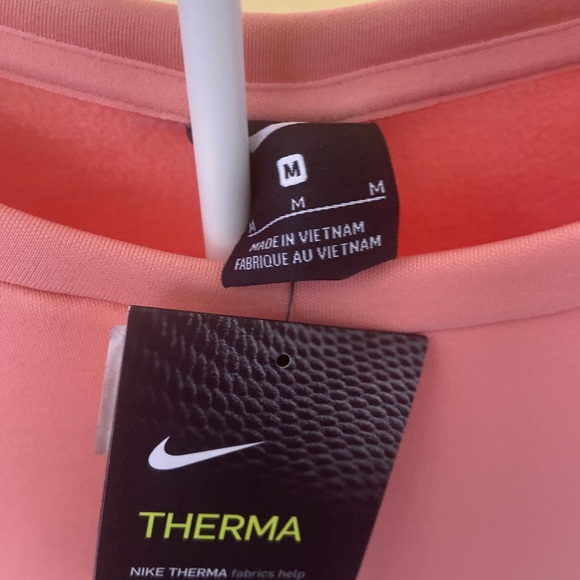 M
M M M
MADE IN VIETNAM
FABRIQUE AU VIETNAM
THERMA
NIKE THERMA fabrics help